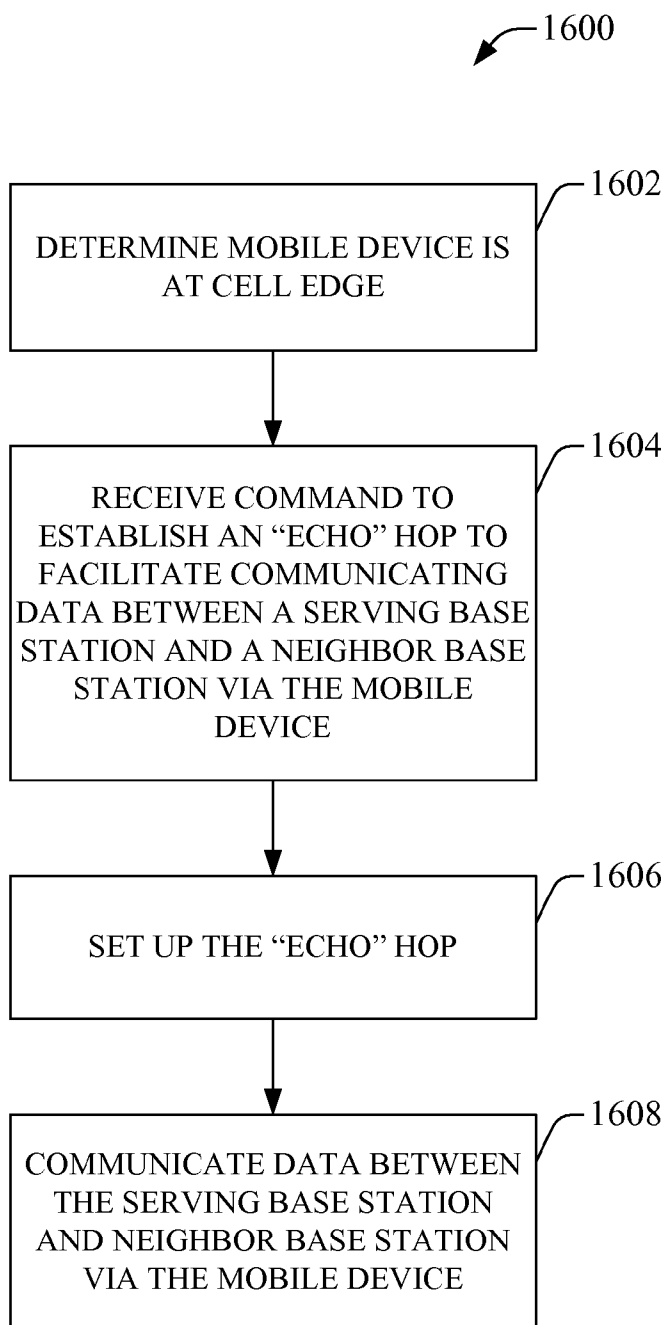 1600
1602
DETERMINE MOBILE DEVICE IS
AT CELL EDGE
1604
RECEIVE COMMAND TO
ESTABLISH AN “ECHO” HOP TO
FACILITATE COMMUNICATING
DATA BETWEEN A SERVING BASE
STATION AND A NEIGHBOR BASE
STATION VIA THE MOBILE
DEVICE
1606
SET UP THE “ECHO” HOP
1608
COMMUNICATE DATA BETWEEN
THE SERVING BASE STATION
AND NEIGHBOR BASE STATION
VIA THE MOBILE DEVICE